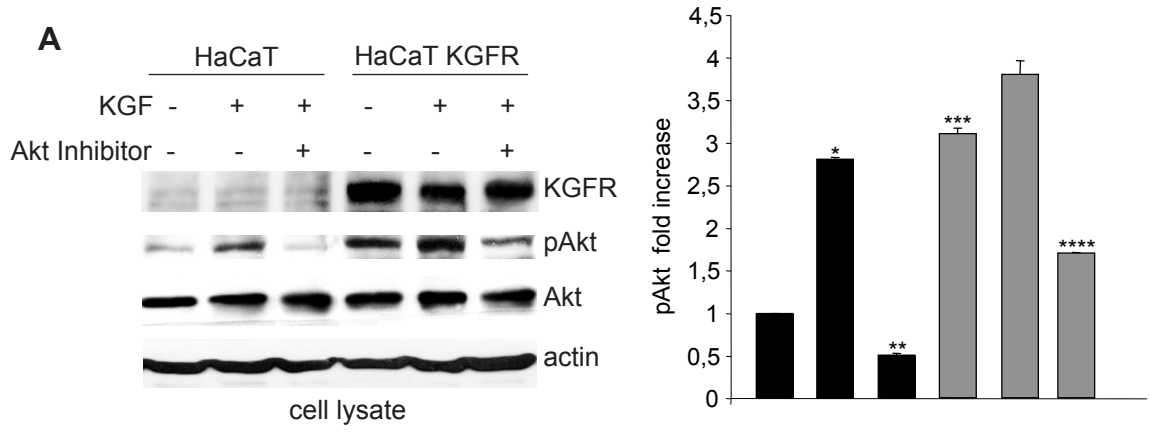 A
HaCaT HaCaT KGFR
KGF - + + - + +
Akt Inhibitor - - + - - +
KGFR
pAkt
Akt
actin
cell lysate
pAkt fold increase
4,5
4
3,5
3
2,5
2
1,5
1
0,5
0
*
**
***
****